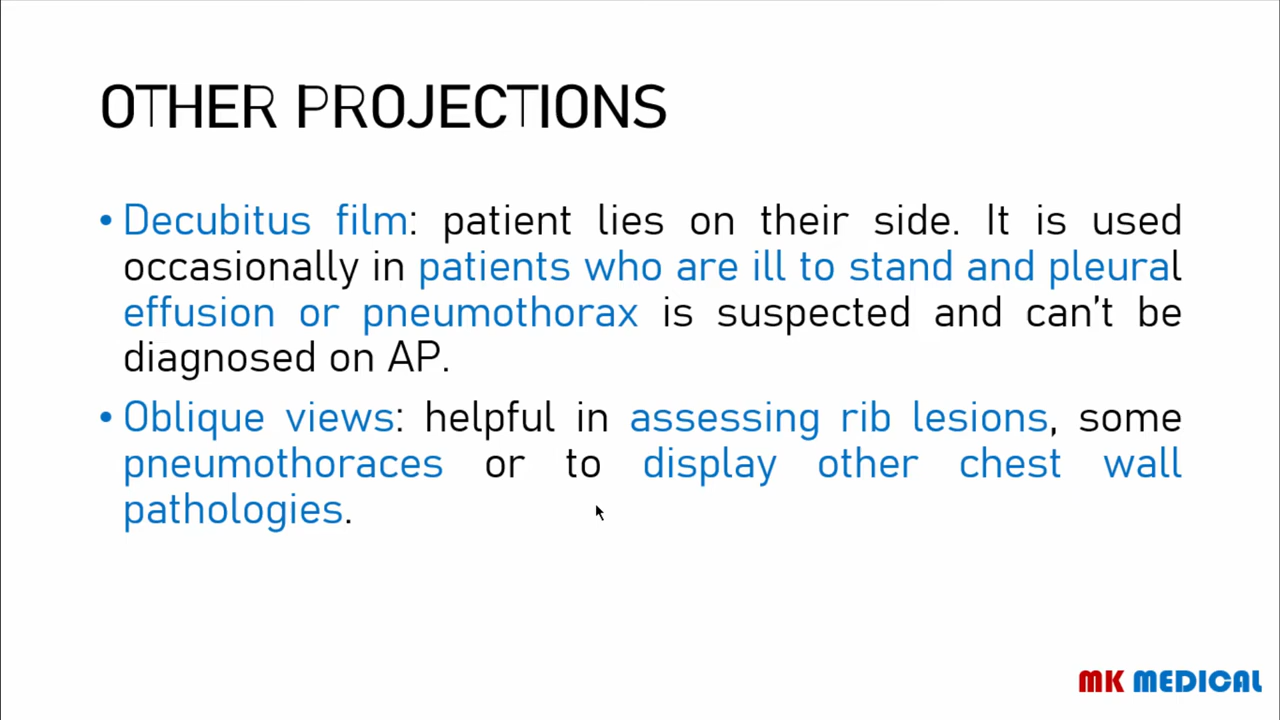 OTHER PROJECTIONS
• Decubitus film: patient lies on their side. It is used
occasionally in patients who are ill to stand and pleural
effusion or pneumothorax is suspected and can't be
diagnosed on AP.
• Oblique views: helpful in assessing rib lesions, some
pneumothoraces or to display other chest wall
pathologies.
MK MEDICAL